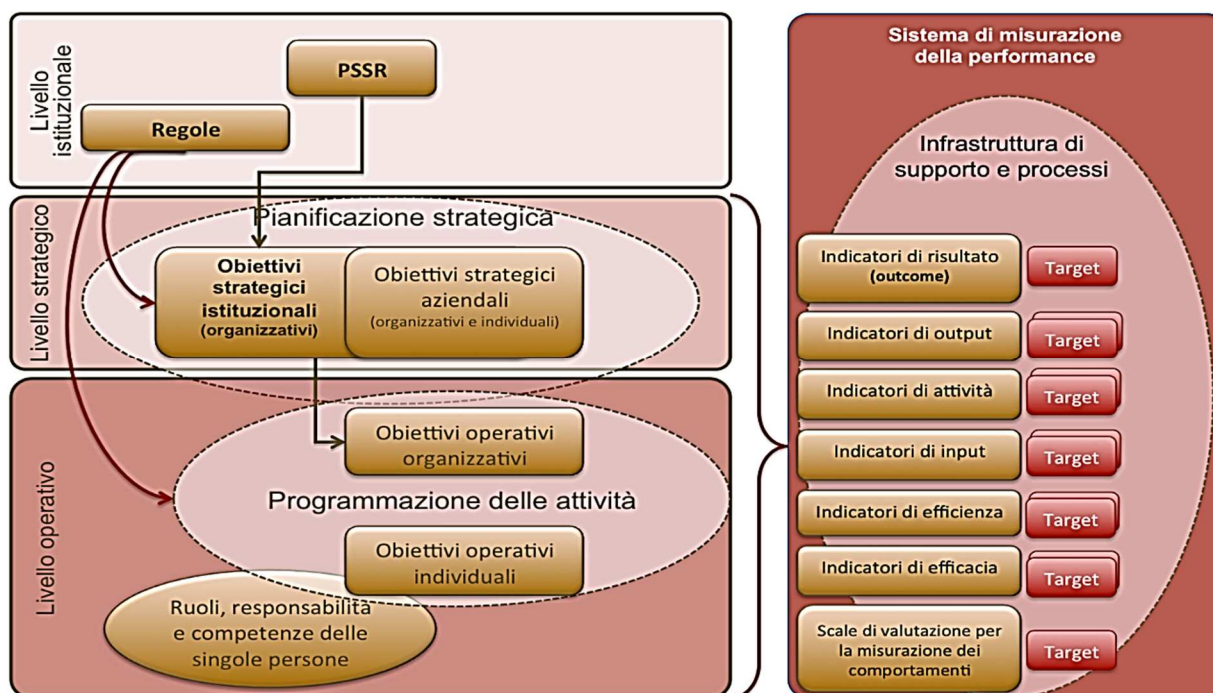 Livello
istituzionale
PSSR
Regole
Livello strategico
Pianificazione strategica
Obiettivi
strategici
istituzionali
(organizzativi)
Obiettivi strategici
aziendali
(organizzativi e individuali)
Livello operativo
Obiettivi operativi
organizzativi
Programmazione delle attività
Obiettivi operativi
individuali
Ruoli, responsabilità
e competenze delle
singole persone
Sistema di misurazione
della performance
Infrastruttura di
supporto e processi
Indicatori di risultato
(outcome)
Target
Indicatori di output
Target
Indicatori di attività
Target
Indicatori di input
Target
Indicatori di efficienza
Target
Indicatori di efficacia
Target
Scale di valutazione per
la misurazione dei
comportamenti
Target